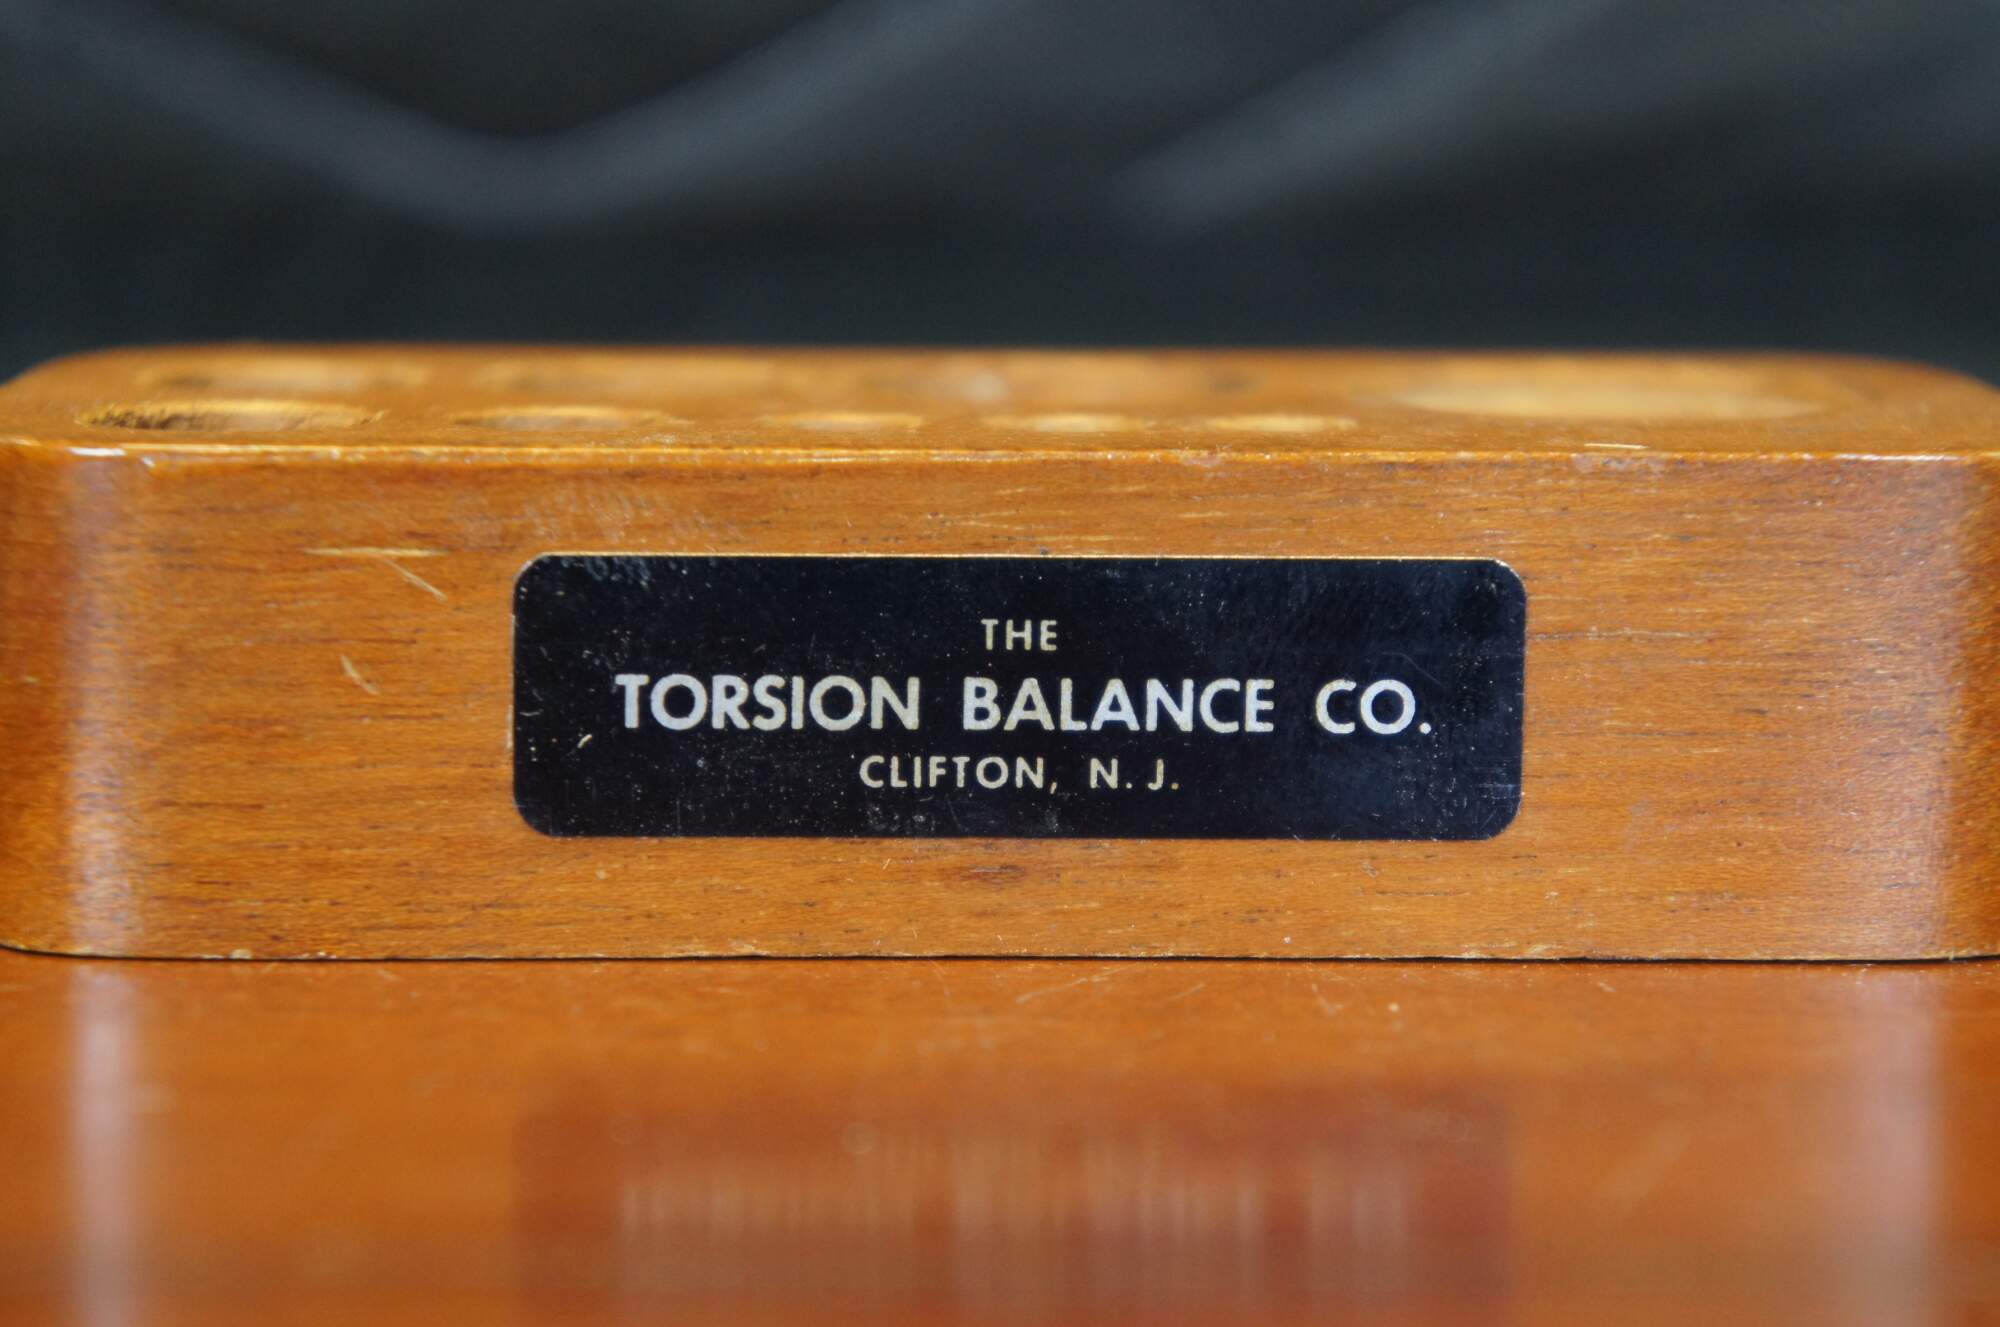 THE
TORSION BALANCE CO.
CLIFTON, N. J.